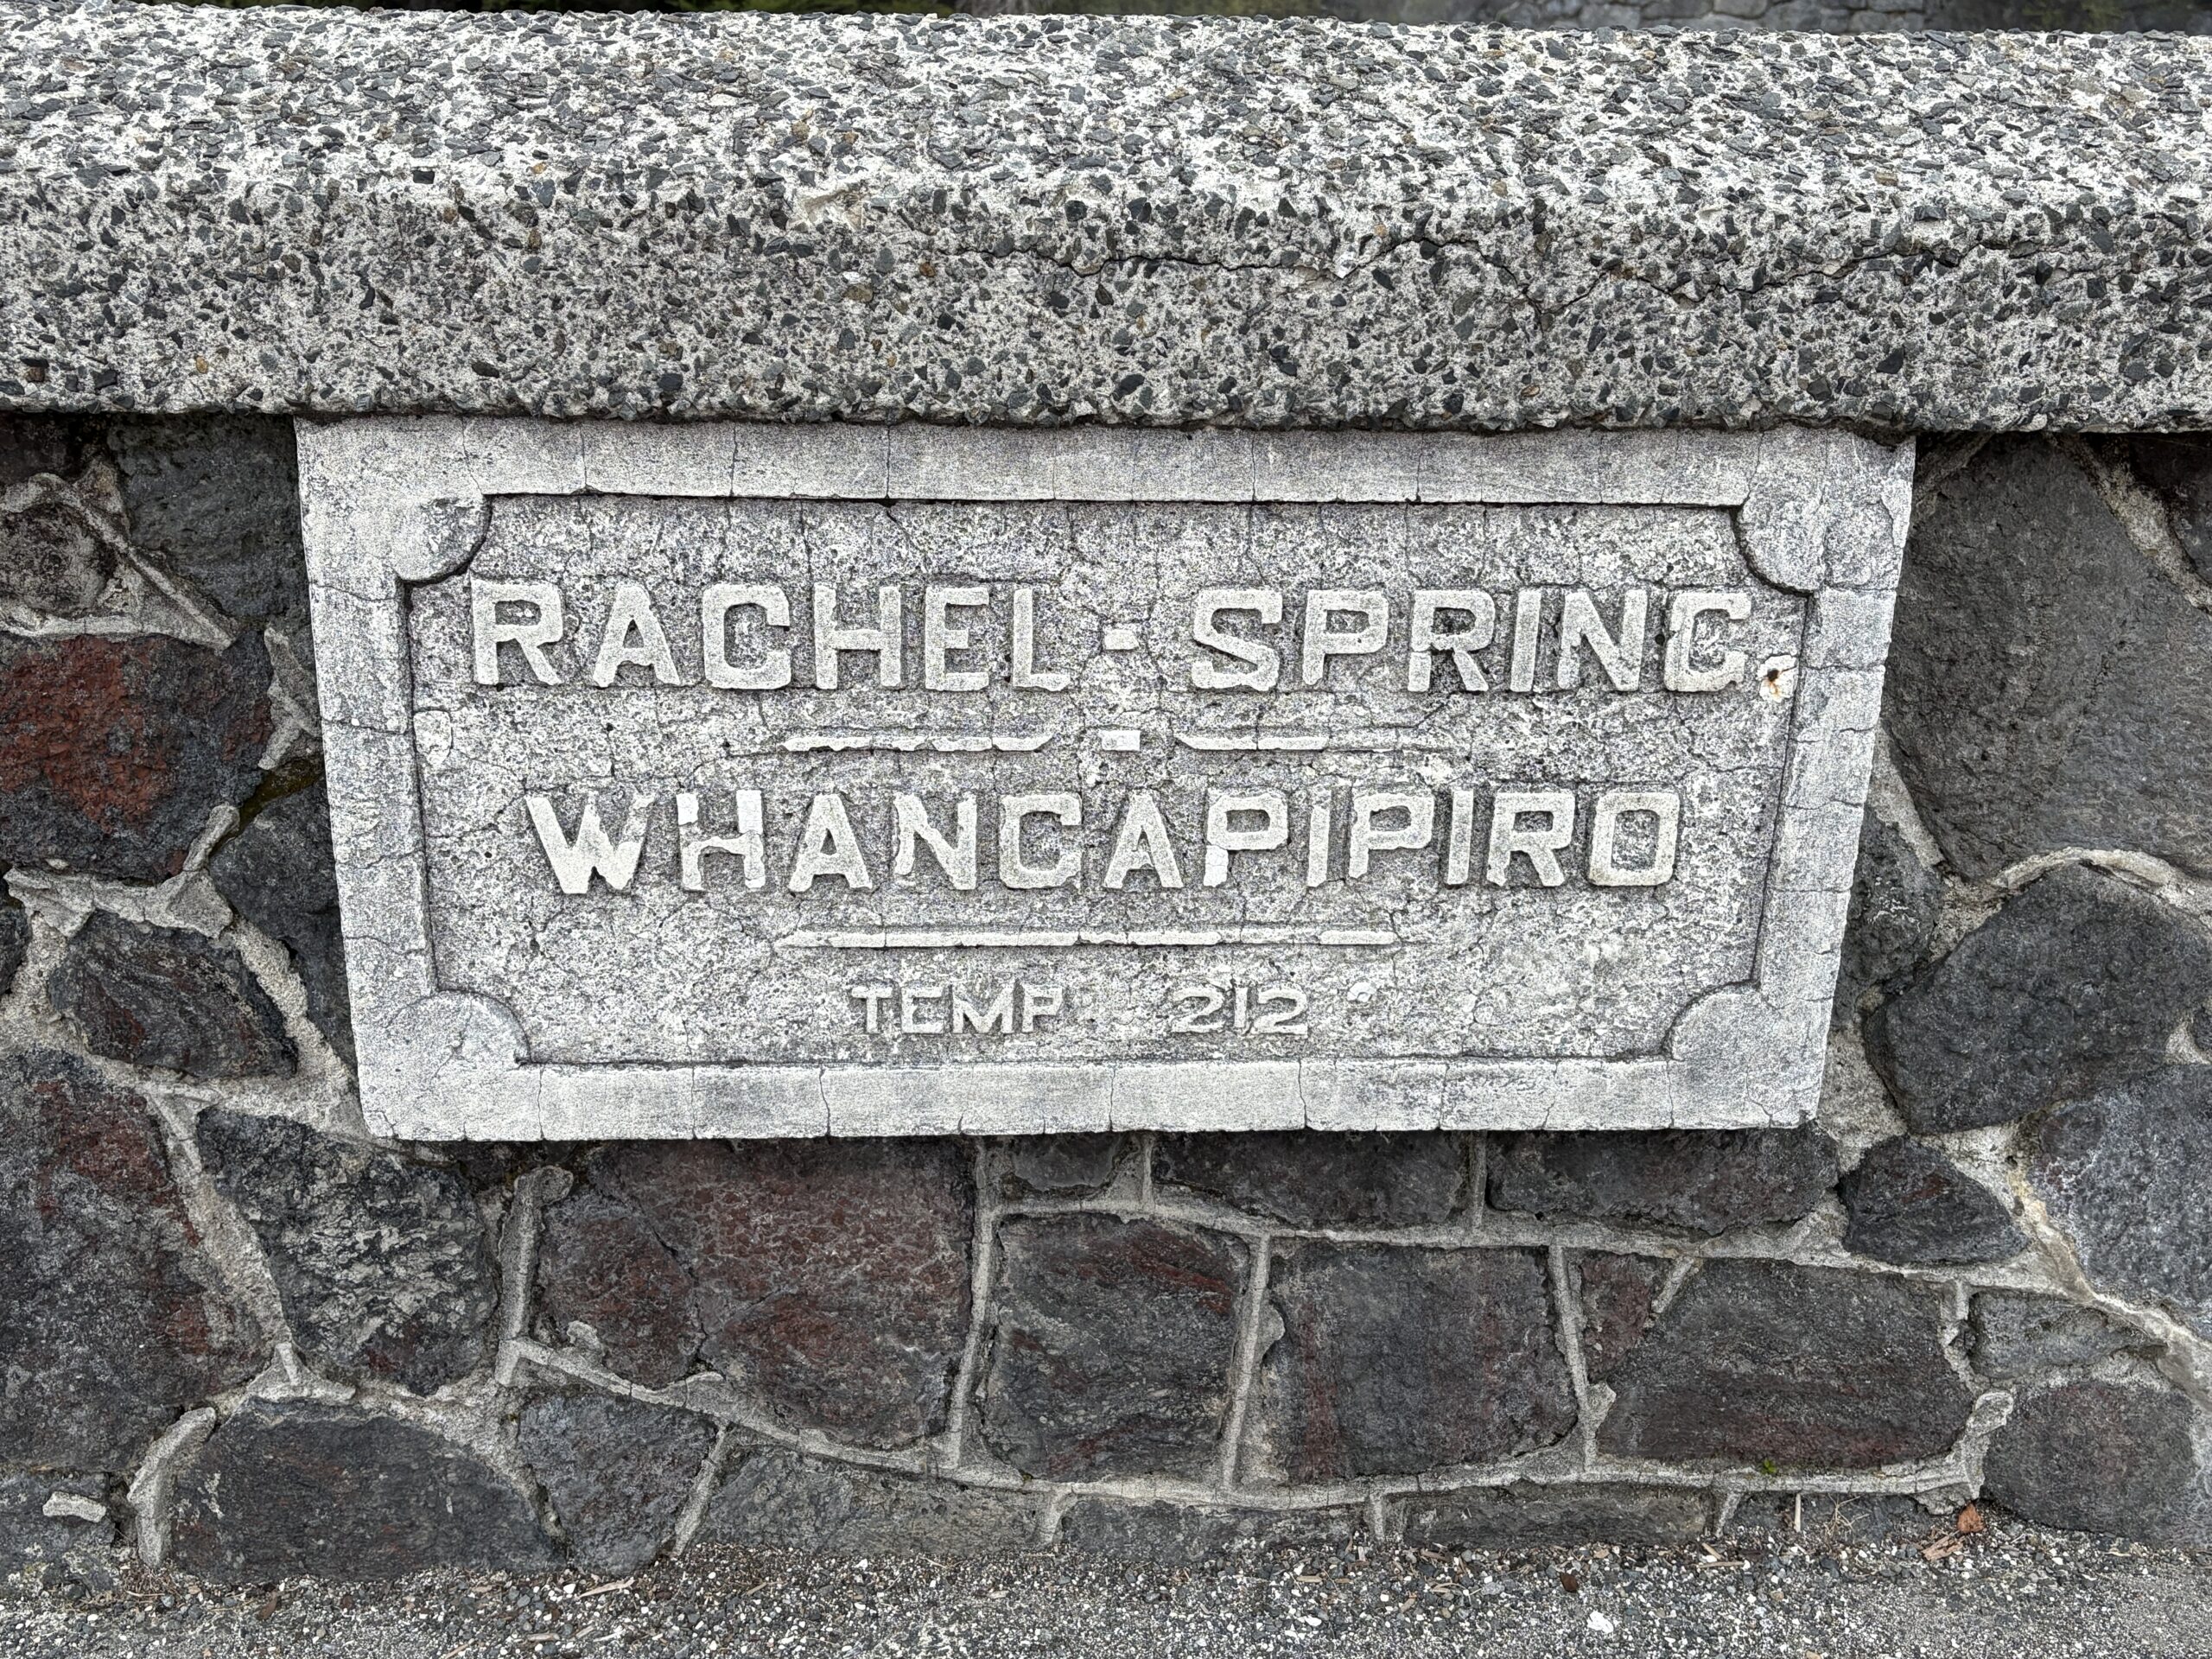 RACHEL - SPRING
WHANGAPIPIRO
TEMP 212°